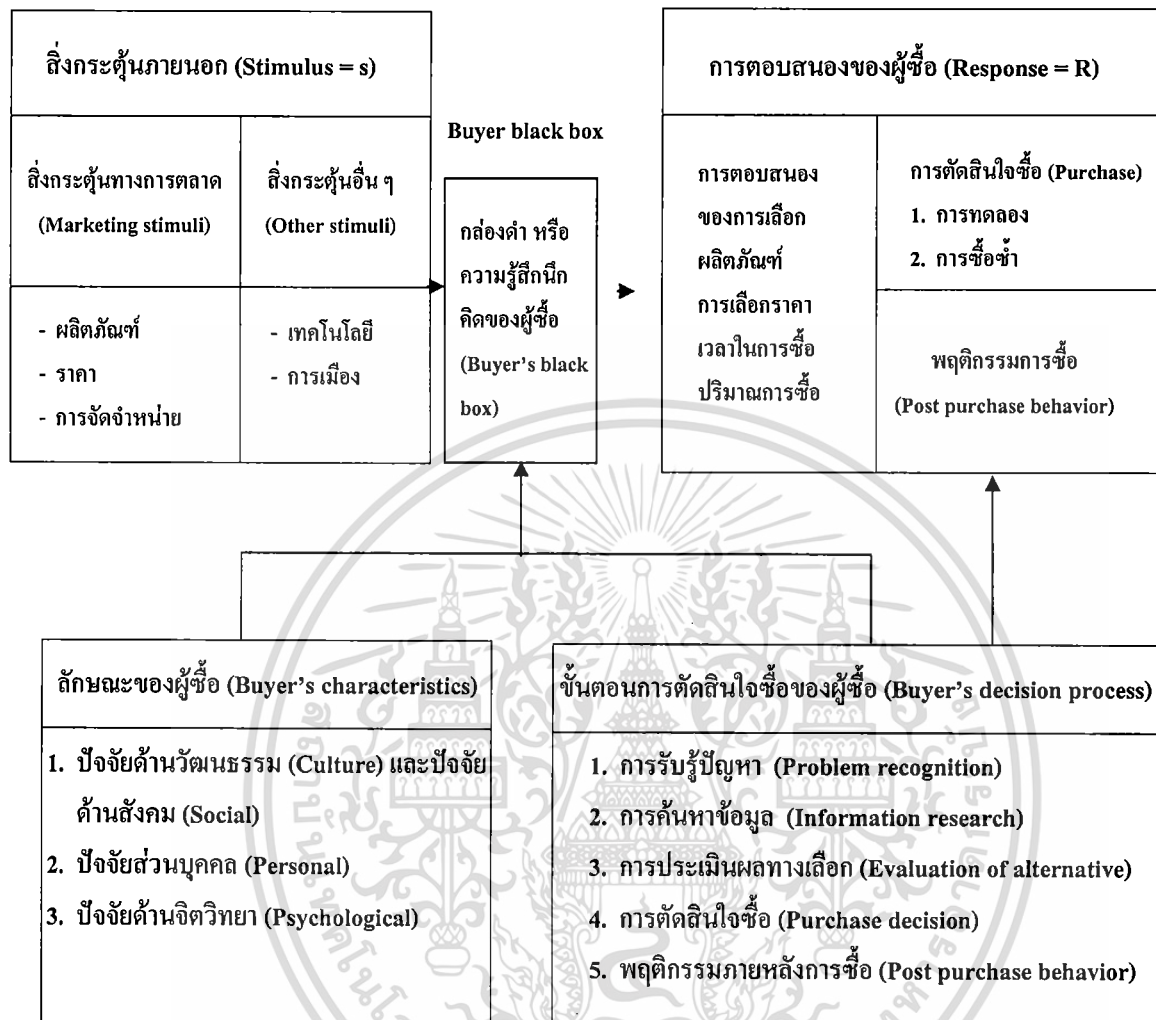 สิ่งกระตุ้นภายนอก (Stimulus = s)
สิ่งกระตุ้นทางการตลาด
(Marketing stimuli)
สิ่งกระตุ้นอื่น ๆ
(Other stimuli)
- ผลิตภัณฑ์
- ราคา
- การจัดจำหน่าย
- เทคโนโลยี
- การเมือง
Buyer black box
กล่องดำ หรือ
ความรู้สึกนึก
คิดของผู้ซื้อ
(Buyer's black
box)
การตอบสนองของผู้ซื้อ (Response = R)
การตอบสนอง
ของการเลือก
ผลิตภัณฑ์
การเลือกราคา
เวลาในการซื้อ
ปริมาณการซื้อ
การตัดสินใจซื้อ (Purchase)
1. การทดลอง
2. การซื้อซ้ำ
พฤติกรรมการซื้อ
(Post purchase behavior)
ลักษณะของผู้ซื้อ (Buyer's characteristics)
1. ปัจจัยด้านวัฒนธรรม (Culture) และปัจจัย
ด้านสังคม (Social)
2. ปัจจัยส่วนบุคคล (Personal)
3. ปัจจัยด้านจิตวิทยา (Psychological)
ขั้นตอนการตัดสินใจซื้อของผู้ซื้อ (Buyer's decision process)
1. การรับรู้ปัญหา (Problem recognition)
2. การค้นหาข้อมูล (Information research)
3. การประเมินผลทางเลือก (Evaluation of alternative)
4. การตัดสินใจซื้อ (Purchase decision)
5. พฤติกรรมภายหลังการซื้อ (Post purchase behavior)